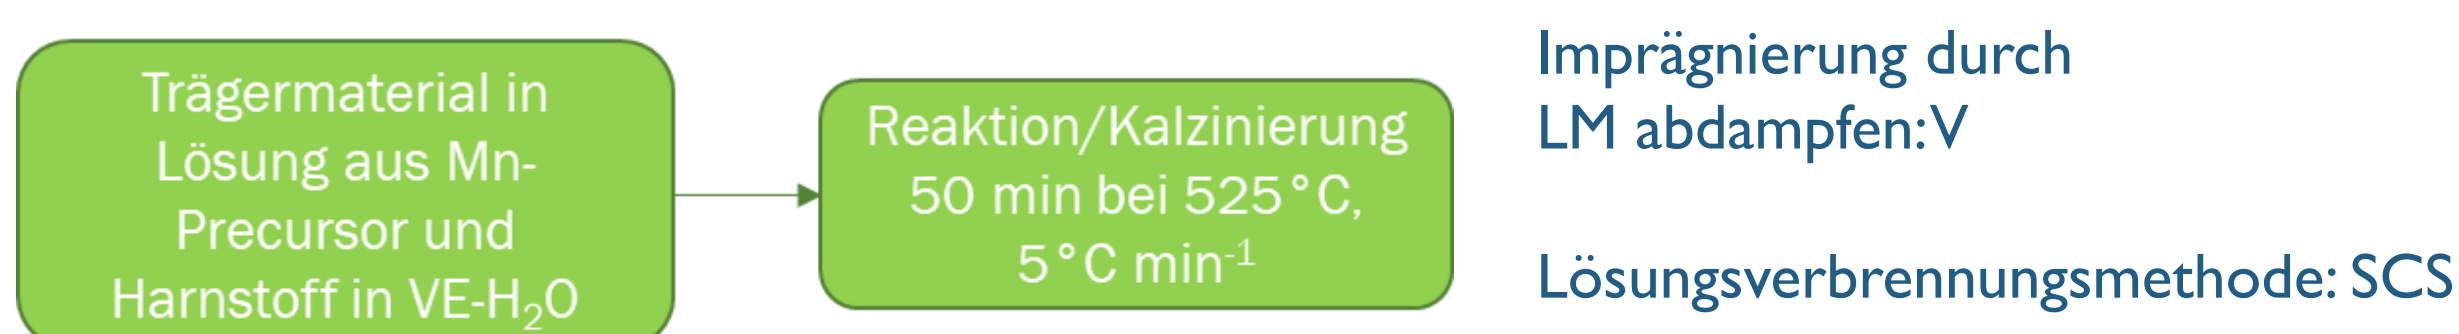 Trägermaterial in
Lösung aus Mn-
Precursor und
Harnstoff in VE-H₂O
Reaktion/Kalzinierung
50 min bei 525°C,
5°C min⁻¹
Imprägnierung durch
LM abdampfen: V
Lösungsverbrennungsmethode: SCS